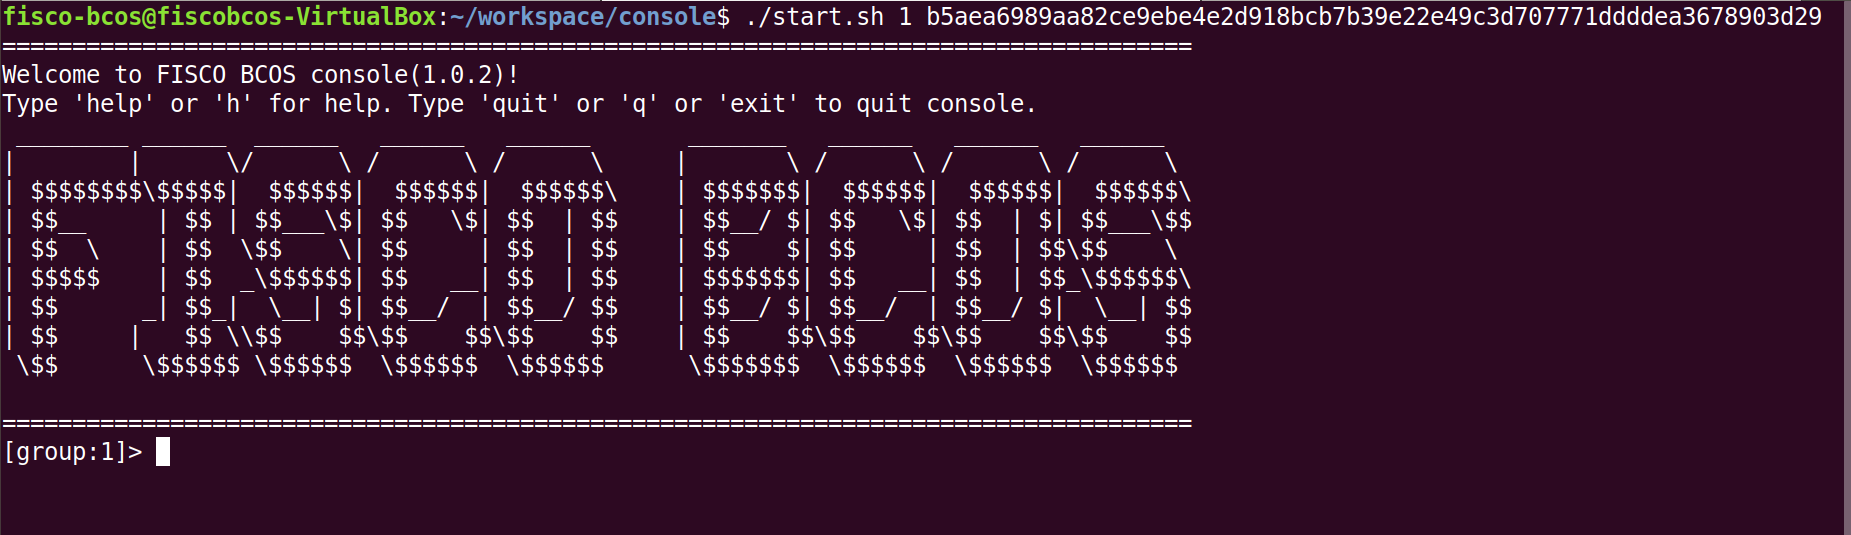 fisco-bcos@fiscobcos-VirtualBox:~/workspace/console$ ./start.sh 1 b5aea6989aa82ce9ebe4e2d918bcb7b39e22e49c3d707771ddddea3678903d29
=====================================================================================
Welcome to FISCO BCOS console(1.0.2)!
Type 'help' or 'h' for help. Type 'quit' or 'q' or 'exit' to quit console.
 ________ ______  ______   ______   ______       _______   ______   ______   ______
|        |      \/      \ /      \ /      \     |       \ /      \ /      \ /      \
| $$$$$$$$\$$$$$|  $$$$$$|  $$$$$$|  $$$$$$\    | $$$$$$$|  $$$$$$|  $$$$$$|  $$$$$$\
| $$__     | $$ | $$___\$| $$   \$| $$  | $$    | $$__/ $| $$   \$| $$  | $| $$___\$$
| $$  \    | $$  \$$    \| $$     | $$  | $$    | $$    $| $$     | $$  | $$\$$    \
| $$$$$    | $$  _\$$$$$$| $$   __| $$  | $$    | $$$$$$$| $$   __| $$  | $$_\$$$$$$\
| $$      _| $$_|  \__| $| $$__/  | $$__/ $$    | $$__/ $| $$__/  | $$__/ $|  \__| $$
| $$     |   $$ \\$$    $$\$$    $$\$$    $$    | $$    $$\$$    $$\$$    $$\$$    $$
 \$$      \$$$$$$ \$$$$$$  \$$$$$$  \$$$$$$      \$$$$$$$  \$$$$$$  \$$$$$$  \$$$$$$
=====================================================================================
[group:1]>